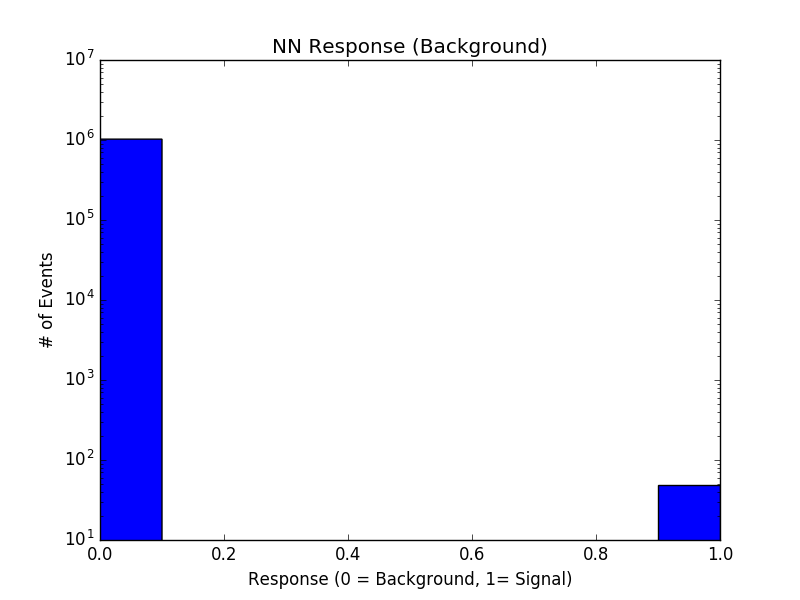 NN Response (Background)
10^7
10^6
10^5
10^4
10^3
10^2
10^1
# of Events
0.0 0.2 0.4 0.6 0.8 1.0
Response (0 = Background, 1= Signal)